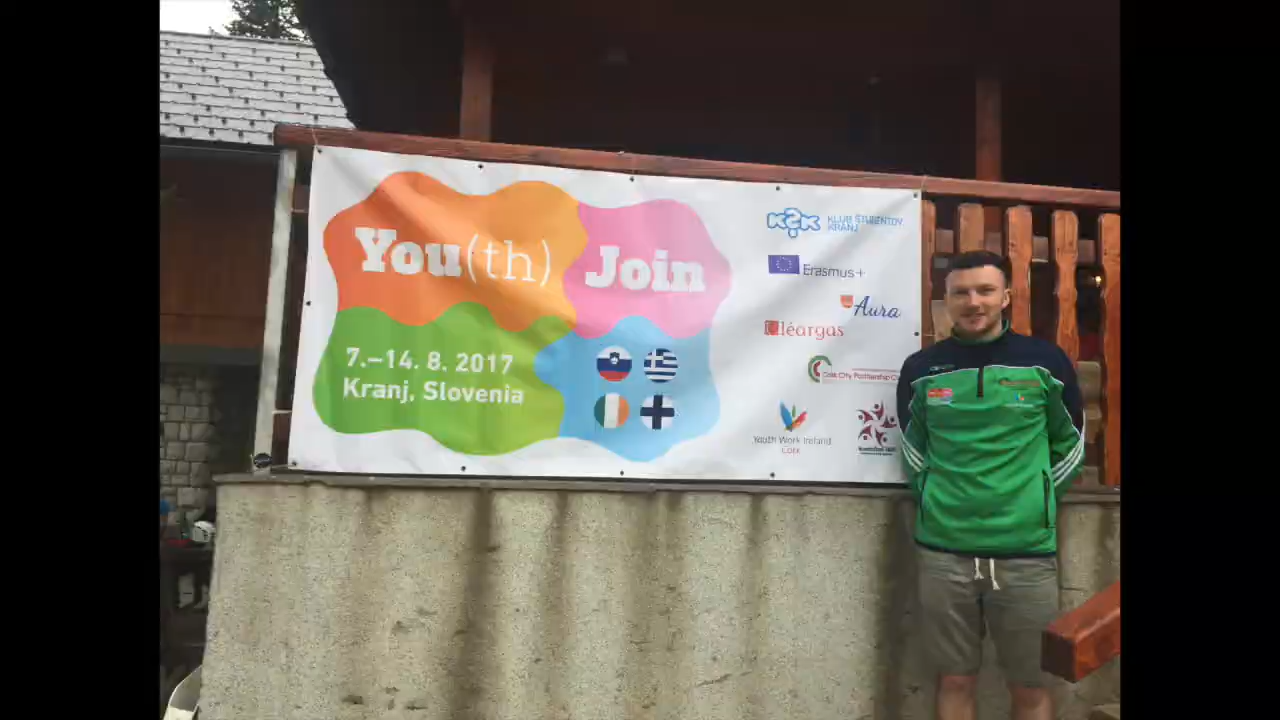 You(th)
Join
7.–14. 8. 2017
Kranj, Slovenia
K?K KLUB ŠTUDENTOV
KRANJ
Erasmus+
Aura
léargas
Cork City Partnership
Youth Work Ireland
CORK